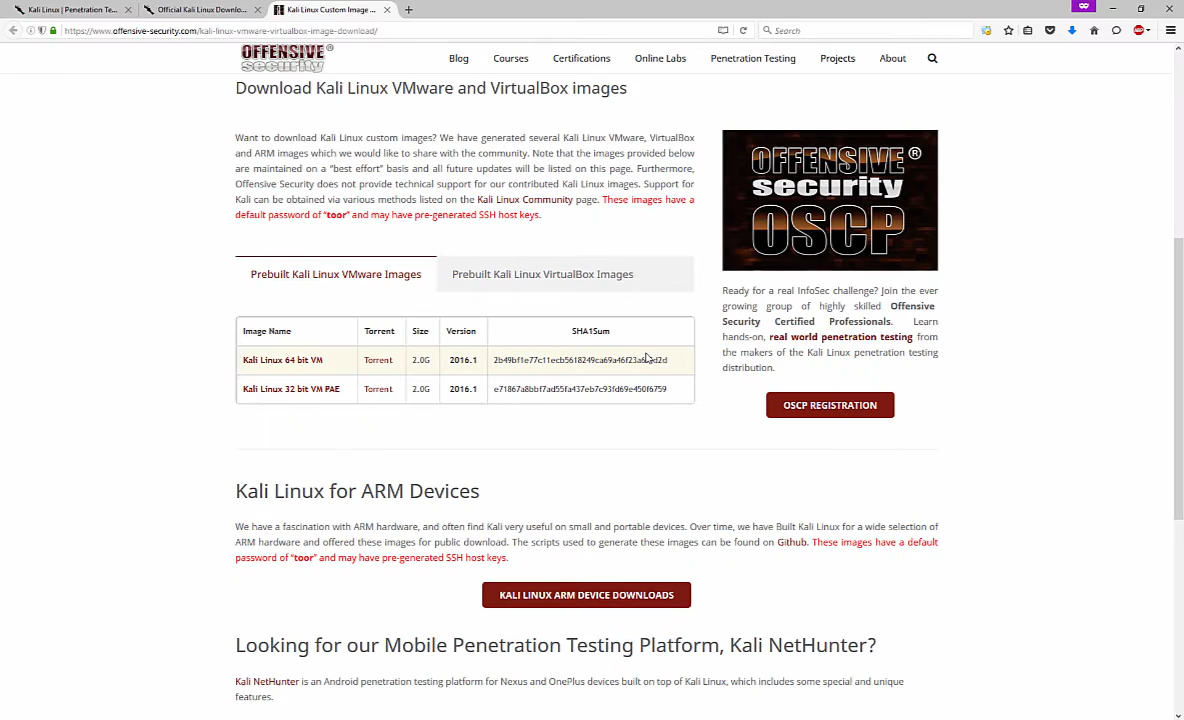 Kali Linux | Penetration Te...
Official Kali Linux Downlo...
Kali Linux Custom Image ...
https://www.offensive-security.com/kali-linux-vmware-virtualbox-image-download/
Search
OFFENSIVE®
security
Blog
Courses
Certifications
Online Labs
Penetration Testing
Projects
About
Download Kali Linux VMware and VirtualBox images
Want to download Kali Linux custom images? We have generated several Kali Linux VMware, VirtualBox
and ARM images which we would like to share with the community. Note that the images provided below
are maintained on a “best effort” basis and all future updates will be listed on this page. Furthermore,
Offensive Security does not provide technical support for our contributed Kali Linux images. Support for
Kali can be obtained via various methods listed on the Kali Linux Community page. These images have a
default password of “toor” and may have pre-generated SSH host keys.
Prebuilt Kali Linux VMware Images
Prebuilt Kali Linux VirtualBox Images
Image Name Torrent Size Version SHA1Sum
Kali Linux 64 bit VM Torrent 2.0G 2016.1
Kali Linux 32 bit VM PAE Torrent 2.0G 2016.1 e71867a8bbf7ad55fa437eb7c93fd69e450f6759
OFFENSIVE®
security
OSCP
Ready for a real InfoSec challenge? Join the ever
growing group of highly skilled Offensive
Security Certified Professionals. Learn
hands-on, real world penetration testing from
the makers of the Kali Linux penetration testing
distribution.
OSCP REGISTRATION
Kali Linux for ARM Devices
We have a fascination with ARM hardware, and often find Kali very useful on small and portable devices. Over time, we have Built Kali Linux for a wide selection of
ARM hardware and offered these images for public download. The scripts used to generate these images can be found on Github. These images have a default
password of “toor” and may have pre-generated SSH host keys.
KALI LINUX ARM DEVICE DOWNLOADS
Looking for our Mobile Penetration Testing Platform, Kali NetHunter?
Kali NetHunter is an Android penetration testing platform for Nexus and OnePlus devices built on top of Kali Linux, which includes some special and unique
features.